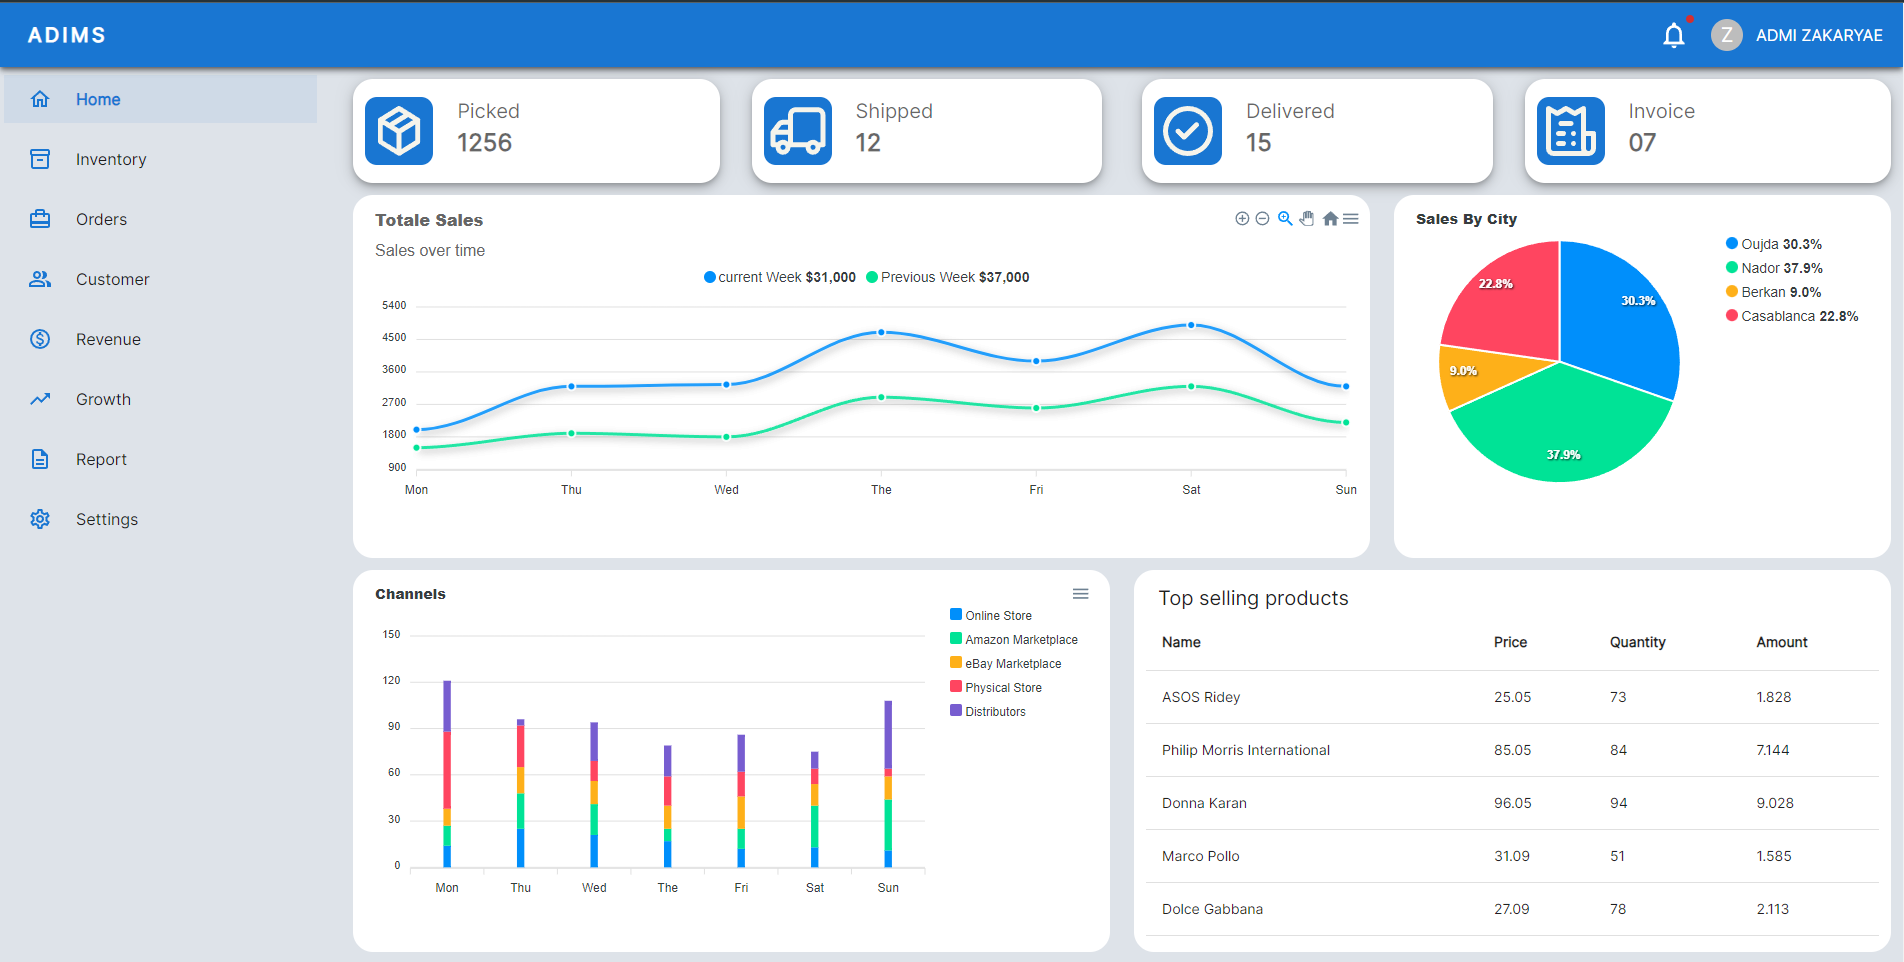 ADIMS
Z ADMI ZAKARYAE
Home
Inventory
Orders
Customer
Revenue
Growth
Report
Settings
Picked
1256
Shipped
12
Delivered
15
Invoice
07
Totale Sales
Sales over time
current Week $31,000 Previous Week $37,000
5400
4500
3600
2700
1800
900
Mon Thu Wed The Fri Sat Sun
Sales By City
Oujda 30.3%
Nador 37.9%
Berkan 9.0%
Casablanca 22.8%
22.8%
30.3%
9.0%
37.9%
Channels
Online Store
Amazon Marketplace
eBay Marketplace
Physical Store
Distributors
150
120
90
60
30
0
Mon Thu Wed The Fri Sat Sun
Top selling products
Name Price Quantity Amount
ASOS Ridey 25.05 73 1.828
Philip Morris International 85.05 84 7.144
Donna Karan 96.05 94 9.028
Marco Pollo 31.09 51 1.585
Dolce Gabbana 27.09 78 2.113